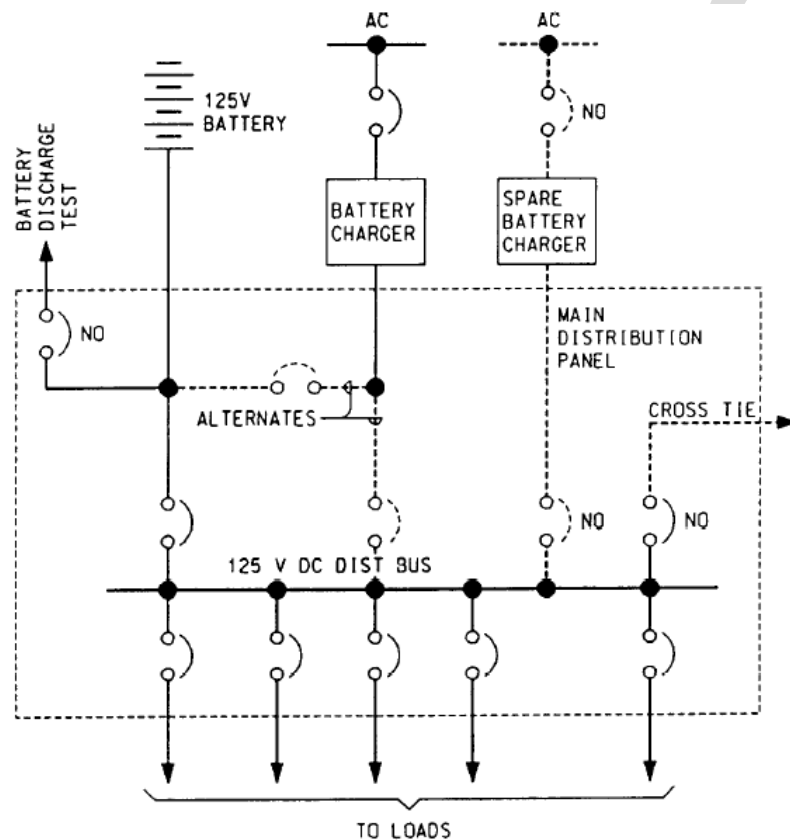 AC
AC
125V
BATTERY
NO
BATTERY
DISCHARGE
TEST
BATTERY
CHARGER
SPARE
BATTERY
CHARGER
NO
MAIN
DISTRIBUTION
PANEL
CROSS TIE
ALTERNATES
NO
NO
125 V DC DIST BUS
TO LOADS